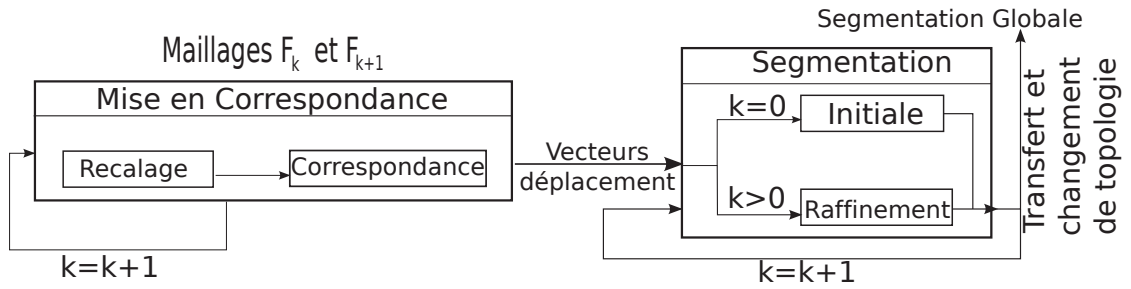 Maillages F_k et F_{k+1}
Mise en Correspondance
Recalage
Correspondance
k=k+1
Vecteurs
déplacement
Segmentation
k=0
Initiale
k>0
Raffinement
k=k+1
Segmentation Globale
Transfert et
changement
de topologie